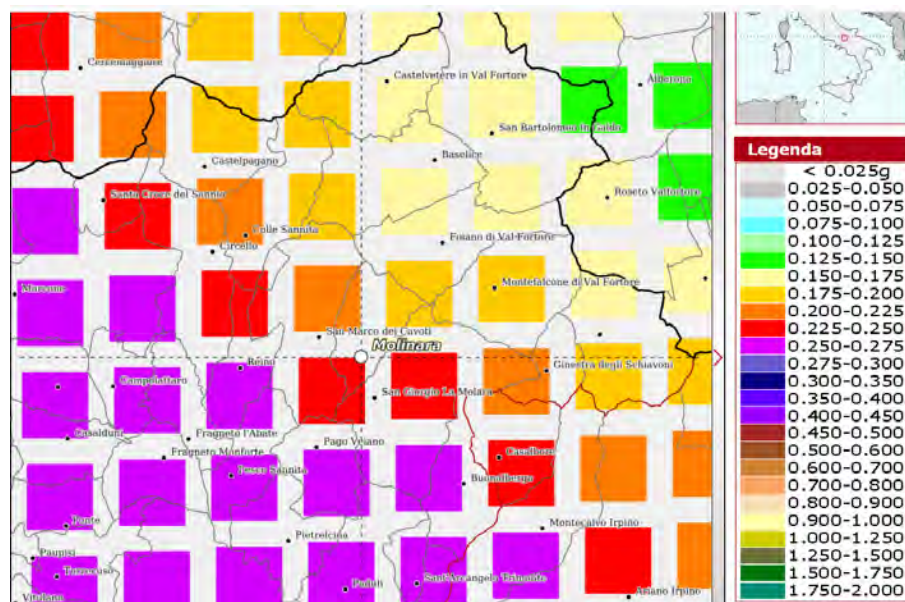 Cercemaggiore
Castelvetere in Val Fortore
Alberona
San Bartolomeo in Galdo
Castelpagano
Baselice
Santa Croce del Sannio
Roseto Valfortore
Colle Sannita
Circello
Foiano di Val Fortore
Morcone
Montefalcone di Val Fortore
San Marco dei Cavoti
Molinara
Reino
Ginestra degli Schiavoni
Campolattaro
San Giorgio La Molara
Casalduni
Fragneto l'Abate
Pago Veiano
Fragneto Monforte
Casalbore
Pesco Sannita
Buonalbergo
Ponte
Montecalvo Irpino
Pietrelcina
Paupisi
Torrecuso
Paduli
Sant'Arcangelo Trimonte
Vitulano
Ariano Irpino
Legenda
< 0.025g
0.025-0.050
0.050-0.075
0.075-0.100
0.100-0.125
0.125-0.150
0.150-0.175
0.175-0.200
0.200-0.225
0.225-0.250
0.250-0.275
0.275-0.300
0.300-0.350
0.350-0.400
0.400-0.450
0.450-0.500
0.500-0.600
0.600-0.700
0.700-0.800
0.800-0.900
0.900-1.000
1.000-1.250
1.250-1.500
1.500-1.750
1.750-2.000